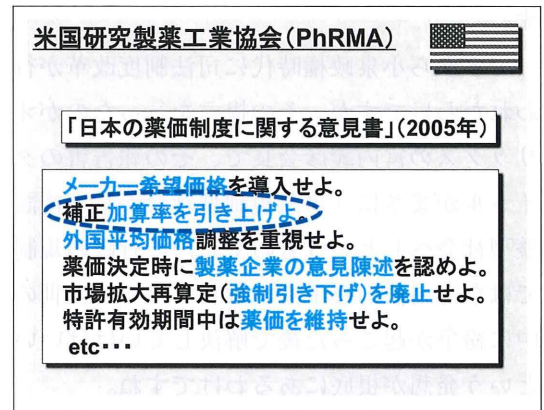 米国研究製薬工業協会(PhRMA)
「日本の薬価制度に関する意見書」(2005年)
メーカー希望価格を導入せよ。
補正加算率を引き上げよ。
外国平均価格調整を重視せよ。
薬価決定時に製薬企業の意見陳述を認めよ。
市場拡大再算定(強制引き下げ)を廃止せよ。
特許有効期間中は薬価を維持せよ。
etc・・・